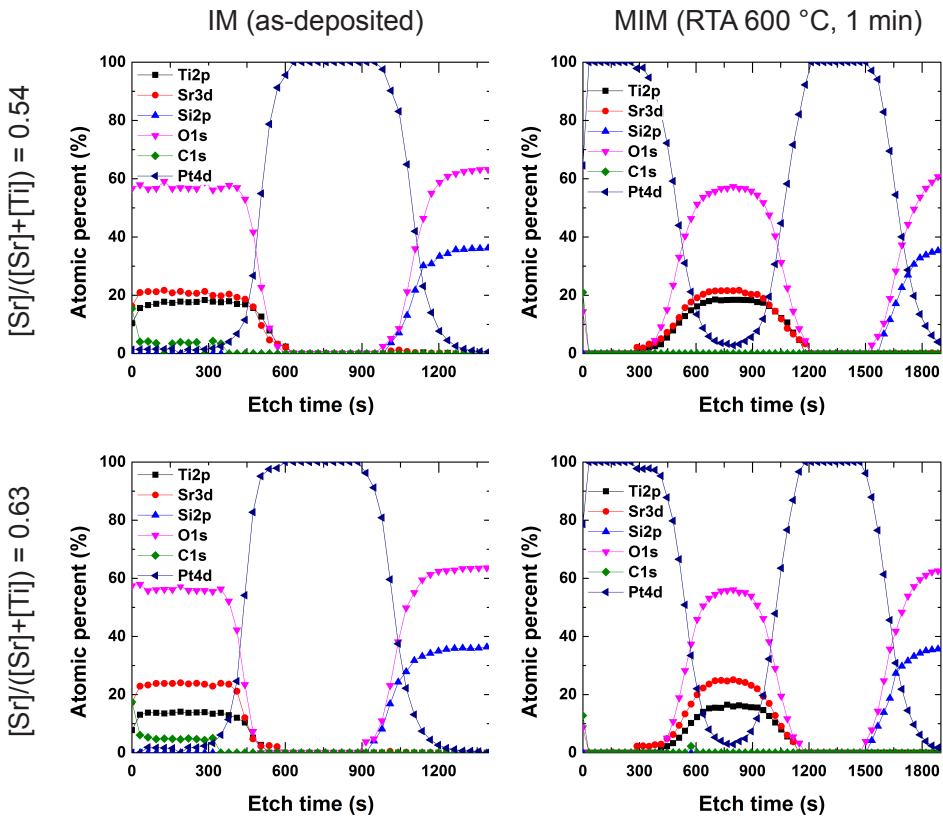 IM (as-deposited)
MIM (RTA 600 °C, 1 min)
[Sr]/([Sr]+[Ti]) = 0.54
Atomic percent (%)
100
80
60
40
20
0
Ti2p
Sr3d
Si2p
O1s
C1s
Pt4d
0 300 600 900 1200
Etch time (s)
Atomic percent (%)
100
80
60
40
20
0
Ti2p
Sr3d
Si2p
O1s
C1s
Pt4d
0 300 600 900 1200 1500 1800
Etch time (s)
[Sr]/([Sr]+[Ti]) = 0.63
Atomic percent (%)
100
80
60
40
20
0
Ti2p
Sr3d
Si2p
O1s
C1s
Pt4d
0 300 600 900 1200
Etch time (s)
Atomic percent (%)
100
80
60
40
20
0
Ti2p
Sr3d
Si2p
O1s
C1s
Pt4d
0 300 600 900 1200 1500 1800
Etch time (s)